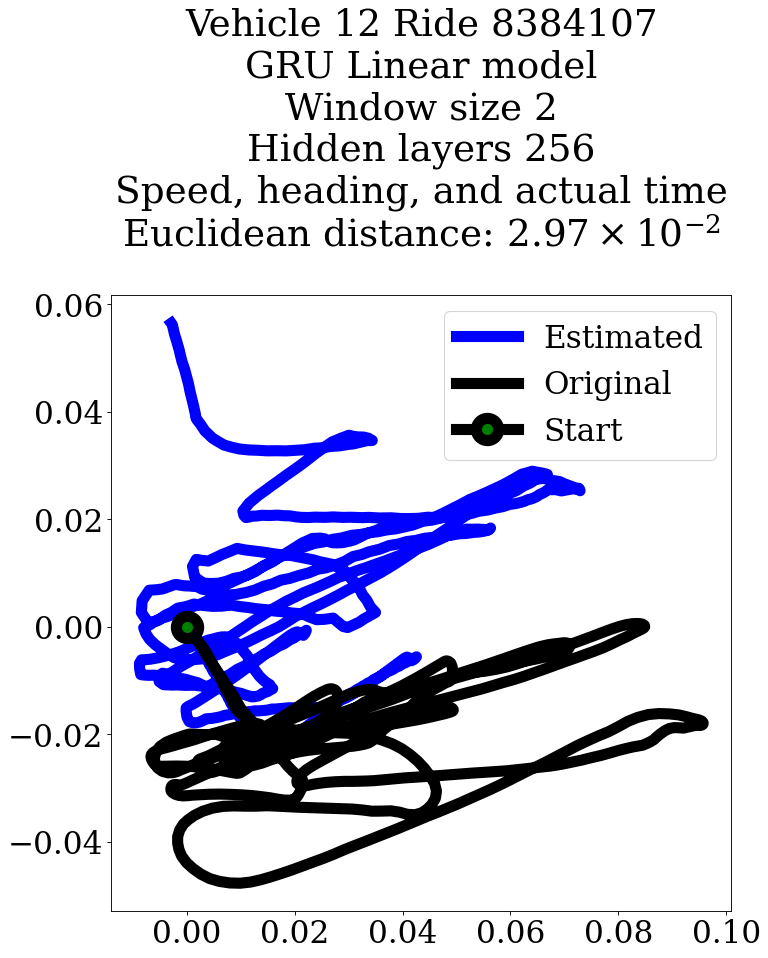 Vehicle 12 Ride 8384107
GRU Linear model
Window size 2
Hidden layers 256
Speed, heading, and actual time
Euclidean distance: 2.97 × 10⁻²
0.06
0.04
0.02
0.00
−0.02
−0.04
Estimated
Original
Start
0.00 0.02 0.04 0.06 0.08 0.10